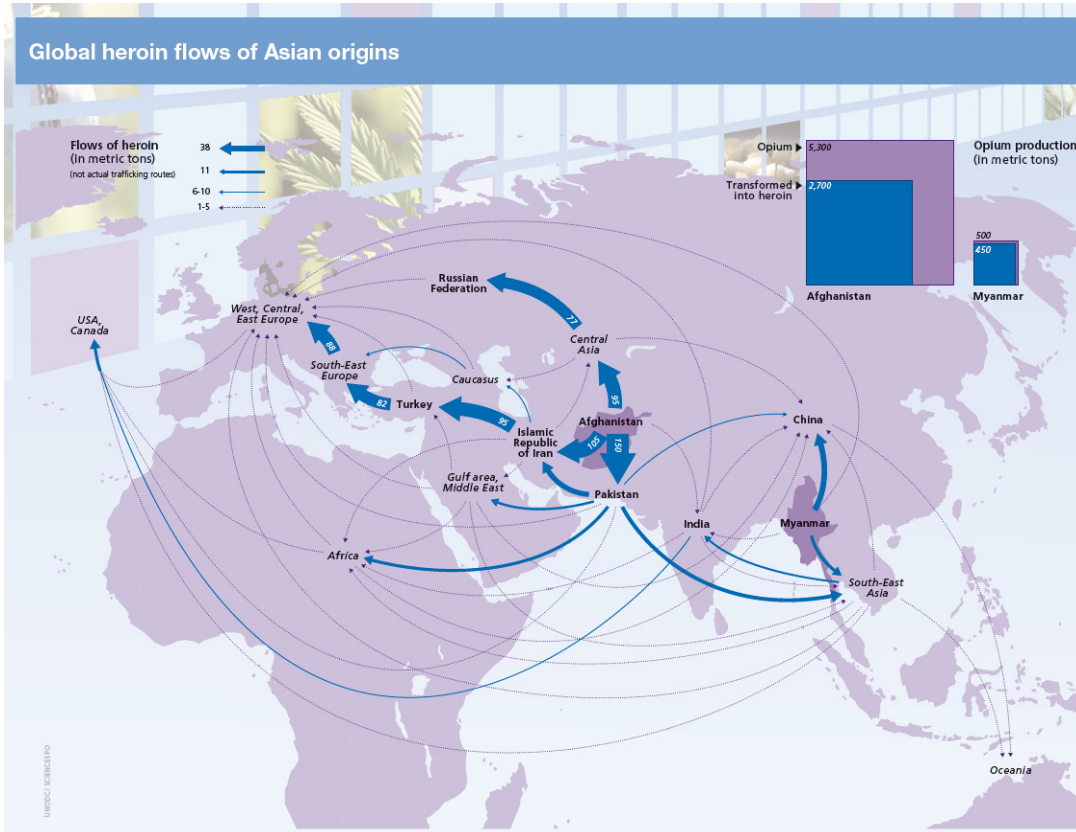 Global heroin flows of Asian origins
Flows of heroin
(in metric tons)
(not actual trafficking routes)
38
11
6-10
1-5
Opium
5,300
Transformed
into heroin
2,700
Afghanistan
Opium production
(in metric tons)
500
450
Myanmar
USA,
Canada
West, Central,
East Europe
Russian
Federation
77
88
South-East
Europe
82
Turkey
Caucasus
Central
Asia
95
95
Islamic
Republic
of Iran
Afghanistan
105
150
China
Gulf area,
Middle East
Pakistan
India
Myanmar
Africa
South-East
Asia
Oceania
UNODC / SCIENCES PO